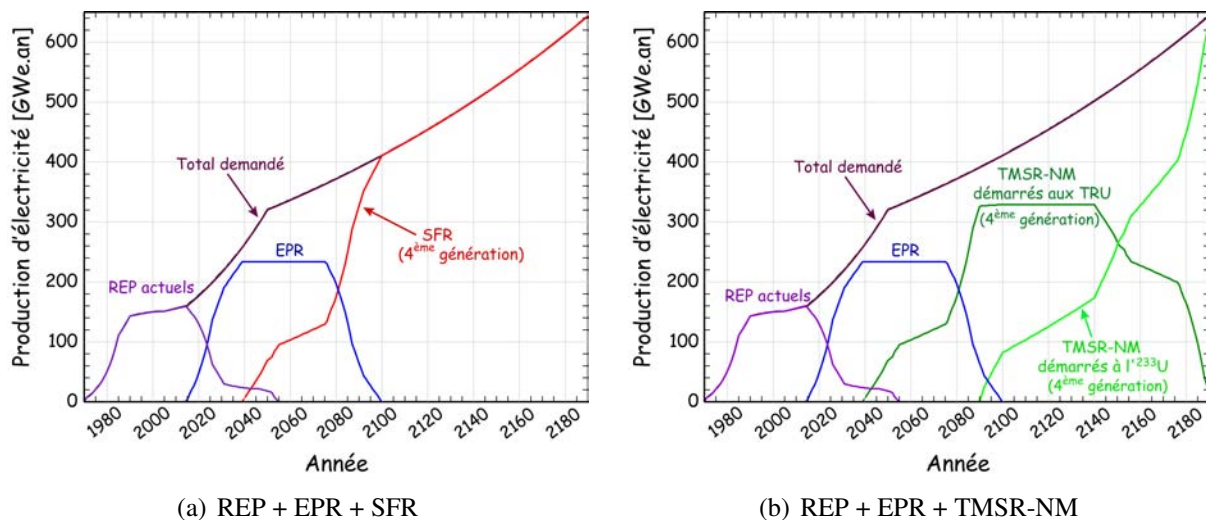 Production d'électricité [GWe.an]
600
500
400
300
200
100
0
Total demandé
SFR
(4ème génération)
EPR
REP actuels
1980
2000
2020
2040
2060
2080
2100
2120
2140
2160
2180
Année
(a) REP + EPR + SFR
Production d'électricité [GWe.an]
600
500
400
300
200
100
0
Total demandé
TMSR-NM
démarrés aux TRU
(4ème génération)
EPR
REP actuels
TMSR-NM
démarrés à l'233U
(4ème génération)
1980
2000
2020
2040
2060
2080
2100
2120
2140
2160
2180
Année
(b) REP + EPR + TMSR-NM